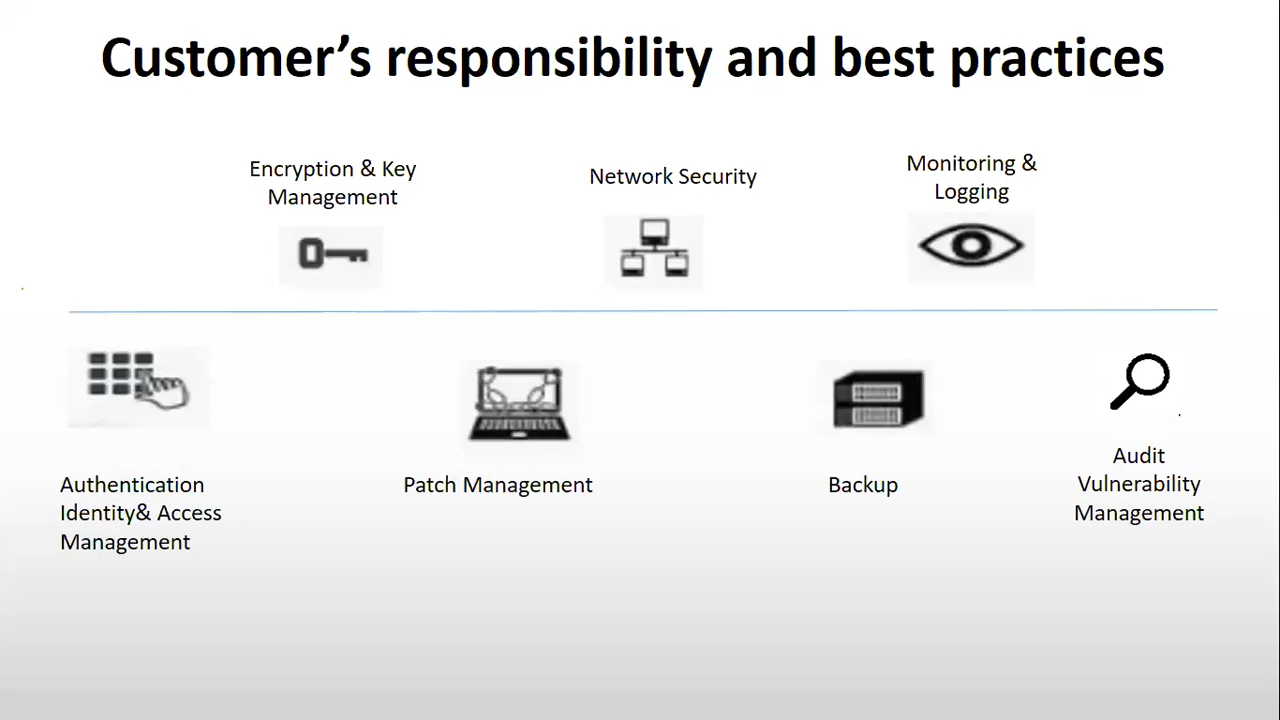 Customer's responsibility and best practices
Encryption & Key
Management
Network Security
Monitoring &
Logging
Authentication
Identity& Access
Management
Patch Management
Backup
Audit
Vulnerability
Management